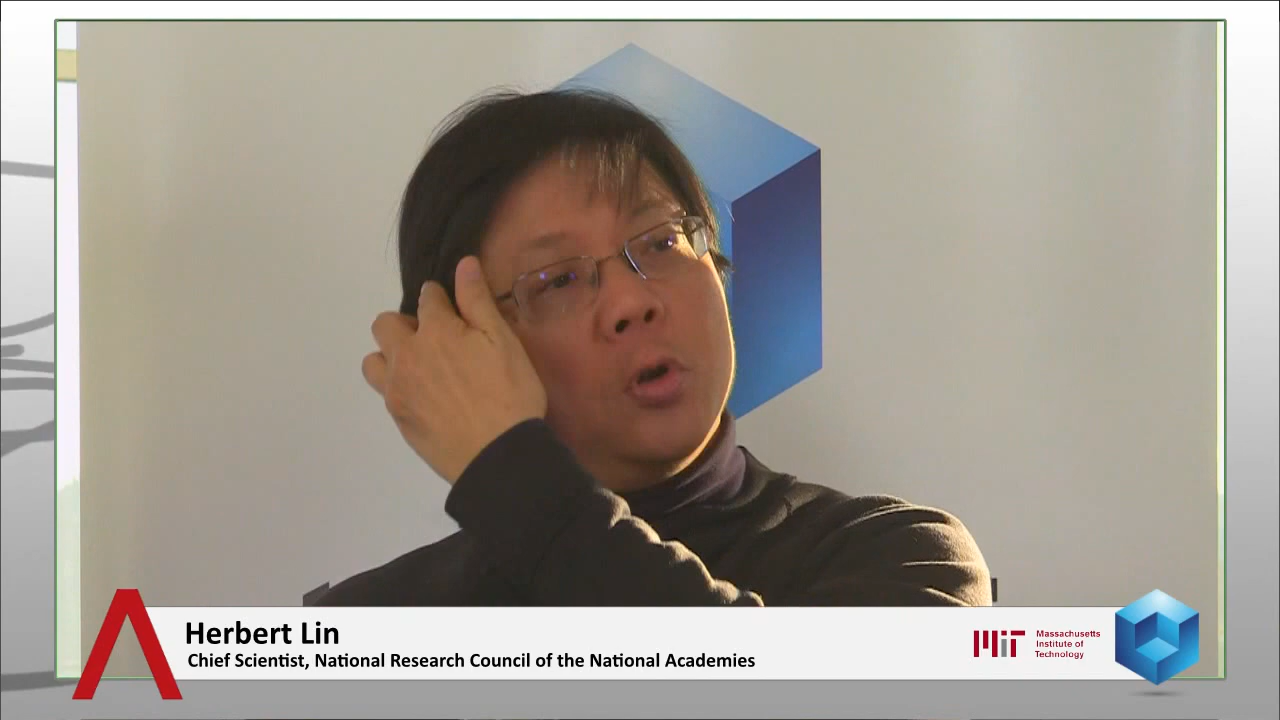 Herbert Lin
Chief Scientist, National Research Council of the National Academies
MIT
Massachusetts
Institute of
Technology